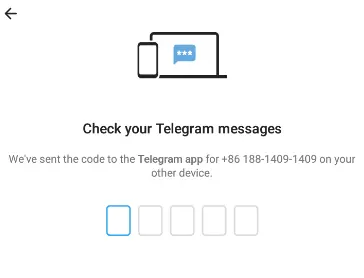 Check your Telegram messages
We've sent the code to the Telegram app for +86 188-1409-1409 on your
other device.